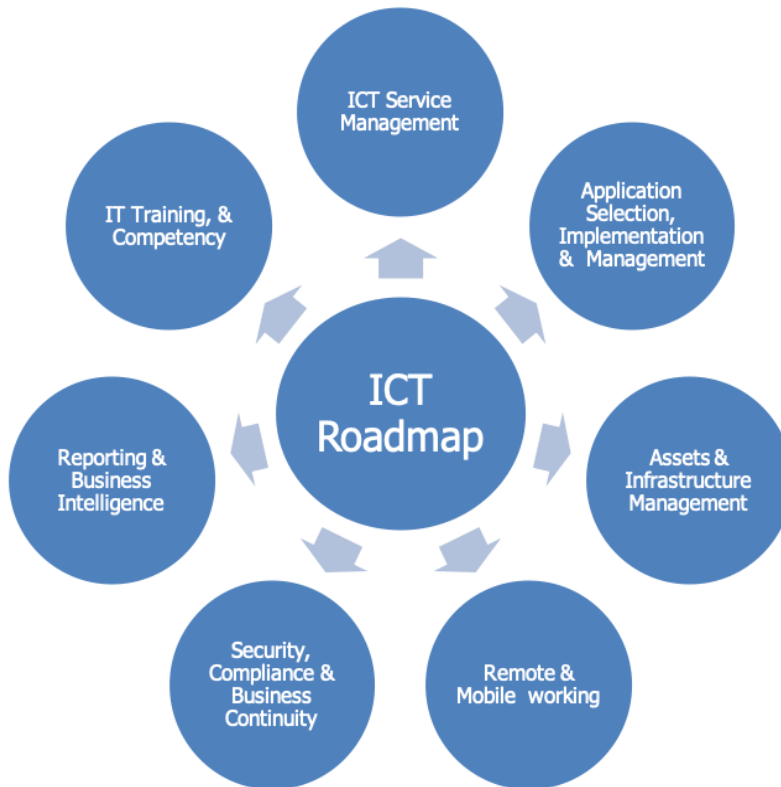 ICT Service
Management
Application
Selection,
Implementation
& Management
IT Training, &
Competency
ICT
Roadmap
Reporting &
Business
Intelligence
Assets &
Infrastructure
Management
Security,
Compliance &
Business
Continuity
Remote &
Mobile working